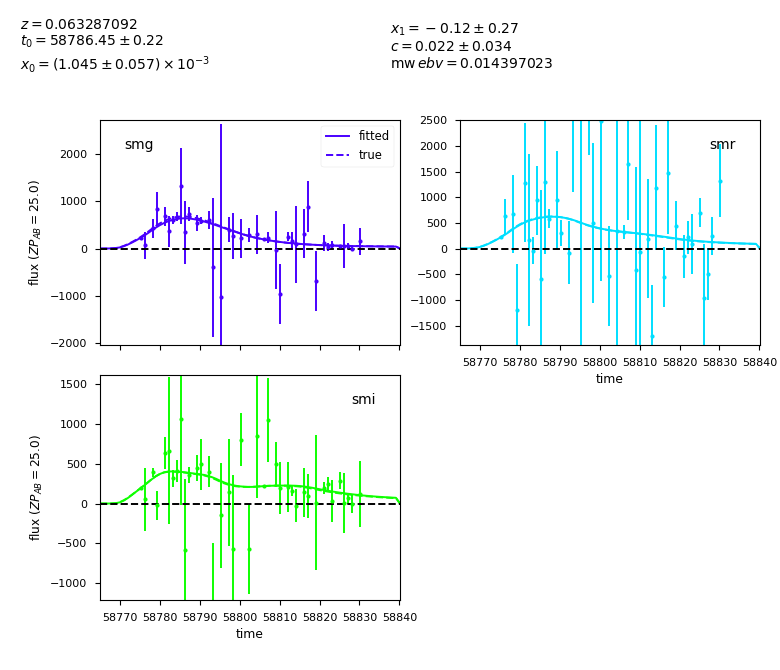 z = 0.063287092
t₀ = 58786.45 ± 0.22
x₀ = (1.045 ± 0.057) × 10⁻³
x₁ = −0.12 ± 0.27
c = 0.022 ± 0.034
mw ebv = 0.014397023
smg
fitted
true
2000
1000
0
−1000
−2000
flux (ZP_AB = 25.0)
smr
2500
2000
1500
1000
500
0
−500
−1000
−1500
58770 58780 58790 58800 58810 58820 58830 58840
time
smi
1500
1000
500
0
−500
−1000
flux (ZP_AB = 25.0)
58770 58780 58790 58800 58810 58820 58830 58840
time